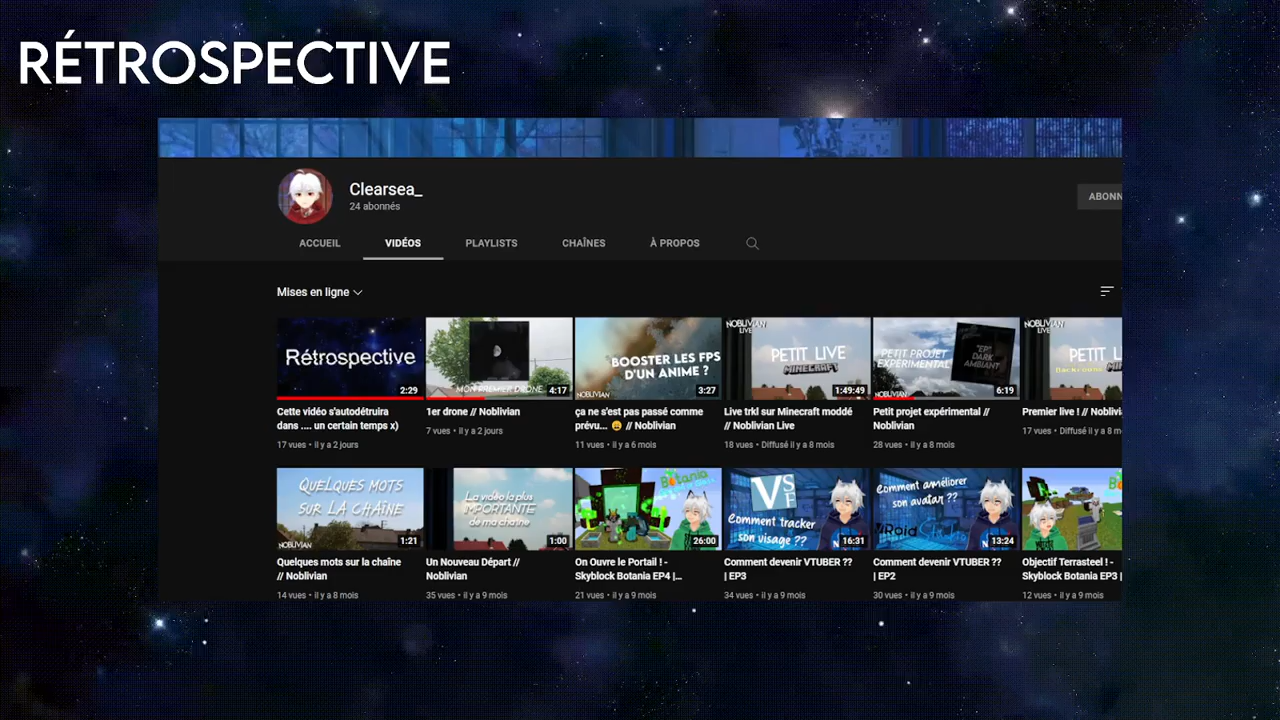 RÉTROSPECTIVE
Clearsea_
24 abonnés
ABONN
ACCUEIL
VIDÉOS
PLAYLISTS
CHAÎNES
À PROPOS
Mises en ligne
Rétrospective
2:29
Cette vidéo s'autodétruira
dans .... un certain temps x)
17 vues • il y a 2 jours
MON PREMIER DRONE
4:17
1er drone // Noblivian
7 vues • il y a 2 jours
BOOSTER LES FPS
D'UN ANIME ?
NOBLIVIAN
3:27
ça ne s'est pas passé comme
prévu... 😩 // Noblivian
11 vues • il y a 6 mois
NOBLIVIAN
LIVE
PETIT LIVE
MINECRAFT
1:49:49
Live trkl sur Minecraft moddé
// Noblivian Live
18 vues • Diffusé il y a 8 mois
PETIT PROJET
EXPERIMENTAL
"EP"
DARK
AMBIANT
NOBLIVIAN
6:19
Petit projet expérimental //
Noblivian
28 vues • il y a 8 mois
NOBLIVIAN
LIVE
PETIT L
Premier live ! // Noblivi
17 vues • Diffusé il y a 8 m
QUELQUES MOTS
SUR LA CHAÎNE
NOBLIVIAN
1:21
Quelques mots sur la chaîne
// Noblivian
14 vues • il y a 8 mois
La vidéo la plus
IMPORTANTE
de ma chaîne
1:00
Un Nouveau Départ //
Noblivian
35 vues • il y a 9 mois
Botania
26:00
On Ouvre le Portail ! -
Skyblock Botania EP4 |...
21 vues • il y a 9 mois
VSF
Comment tracker
son visage ??
16:31
Comment devenir VTUBER ??
| EP3
34 vues • il y a 9 mois
Comment améliorer
son avatar ??
VRoid
13:24
Comment devenir VTUBER ??
| EP2
30 vues • il y a 9 mois
Objectif Terrasteel ! -
Skyblock Botania EP3 |
12 vues • il y a 9 mois